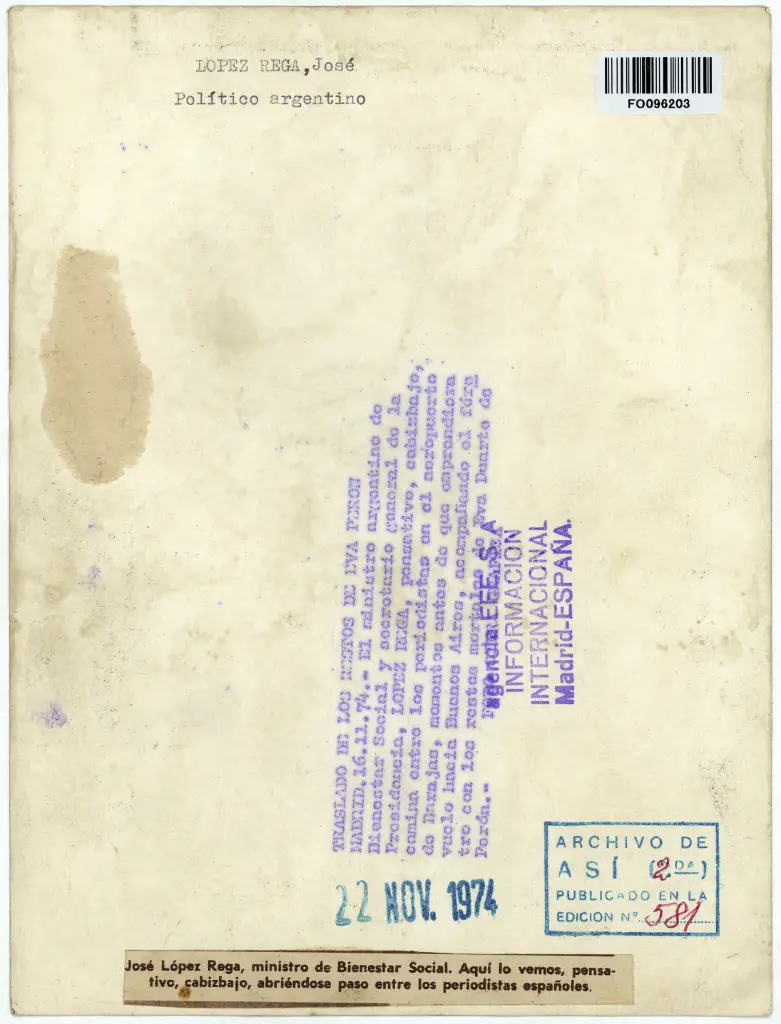 LOPEZ REGA,José
Político argentino
FO096203
TRASLADO DE LOS RESTOS DE EVA PERON
MADRID.16.11.74.- El ministro argentino de
Bienestar Social y secretario general de la
Presidencia, LOPEZ REGA, pensativo, cabizbajo,
camina entre los periodistas en el aeropuerto
de Barajas, momentos antes de que emprendiera
vuelo hacia Buenos Aires, acompañando el fére
tro con los restos mortales de Eva Duarte de
Perón.-
agencia EFE, S. A
INFORMACION
INTERNACIONAL
Madrid-ESPAÑA.
22 NOV. 1974
ARCHIVO DE
ASÍ (2 DA)
PUBLICADO EN LA
EDICION Nº 581
José López Rega, ministro de Bienestar Social. Aquí lo vemos, pensa-
tivo, cabizbajo, abriéndose paso entre los periodistas españoles.